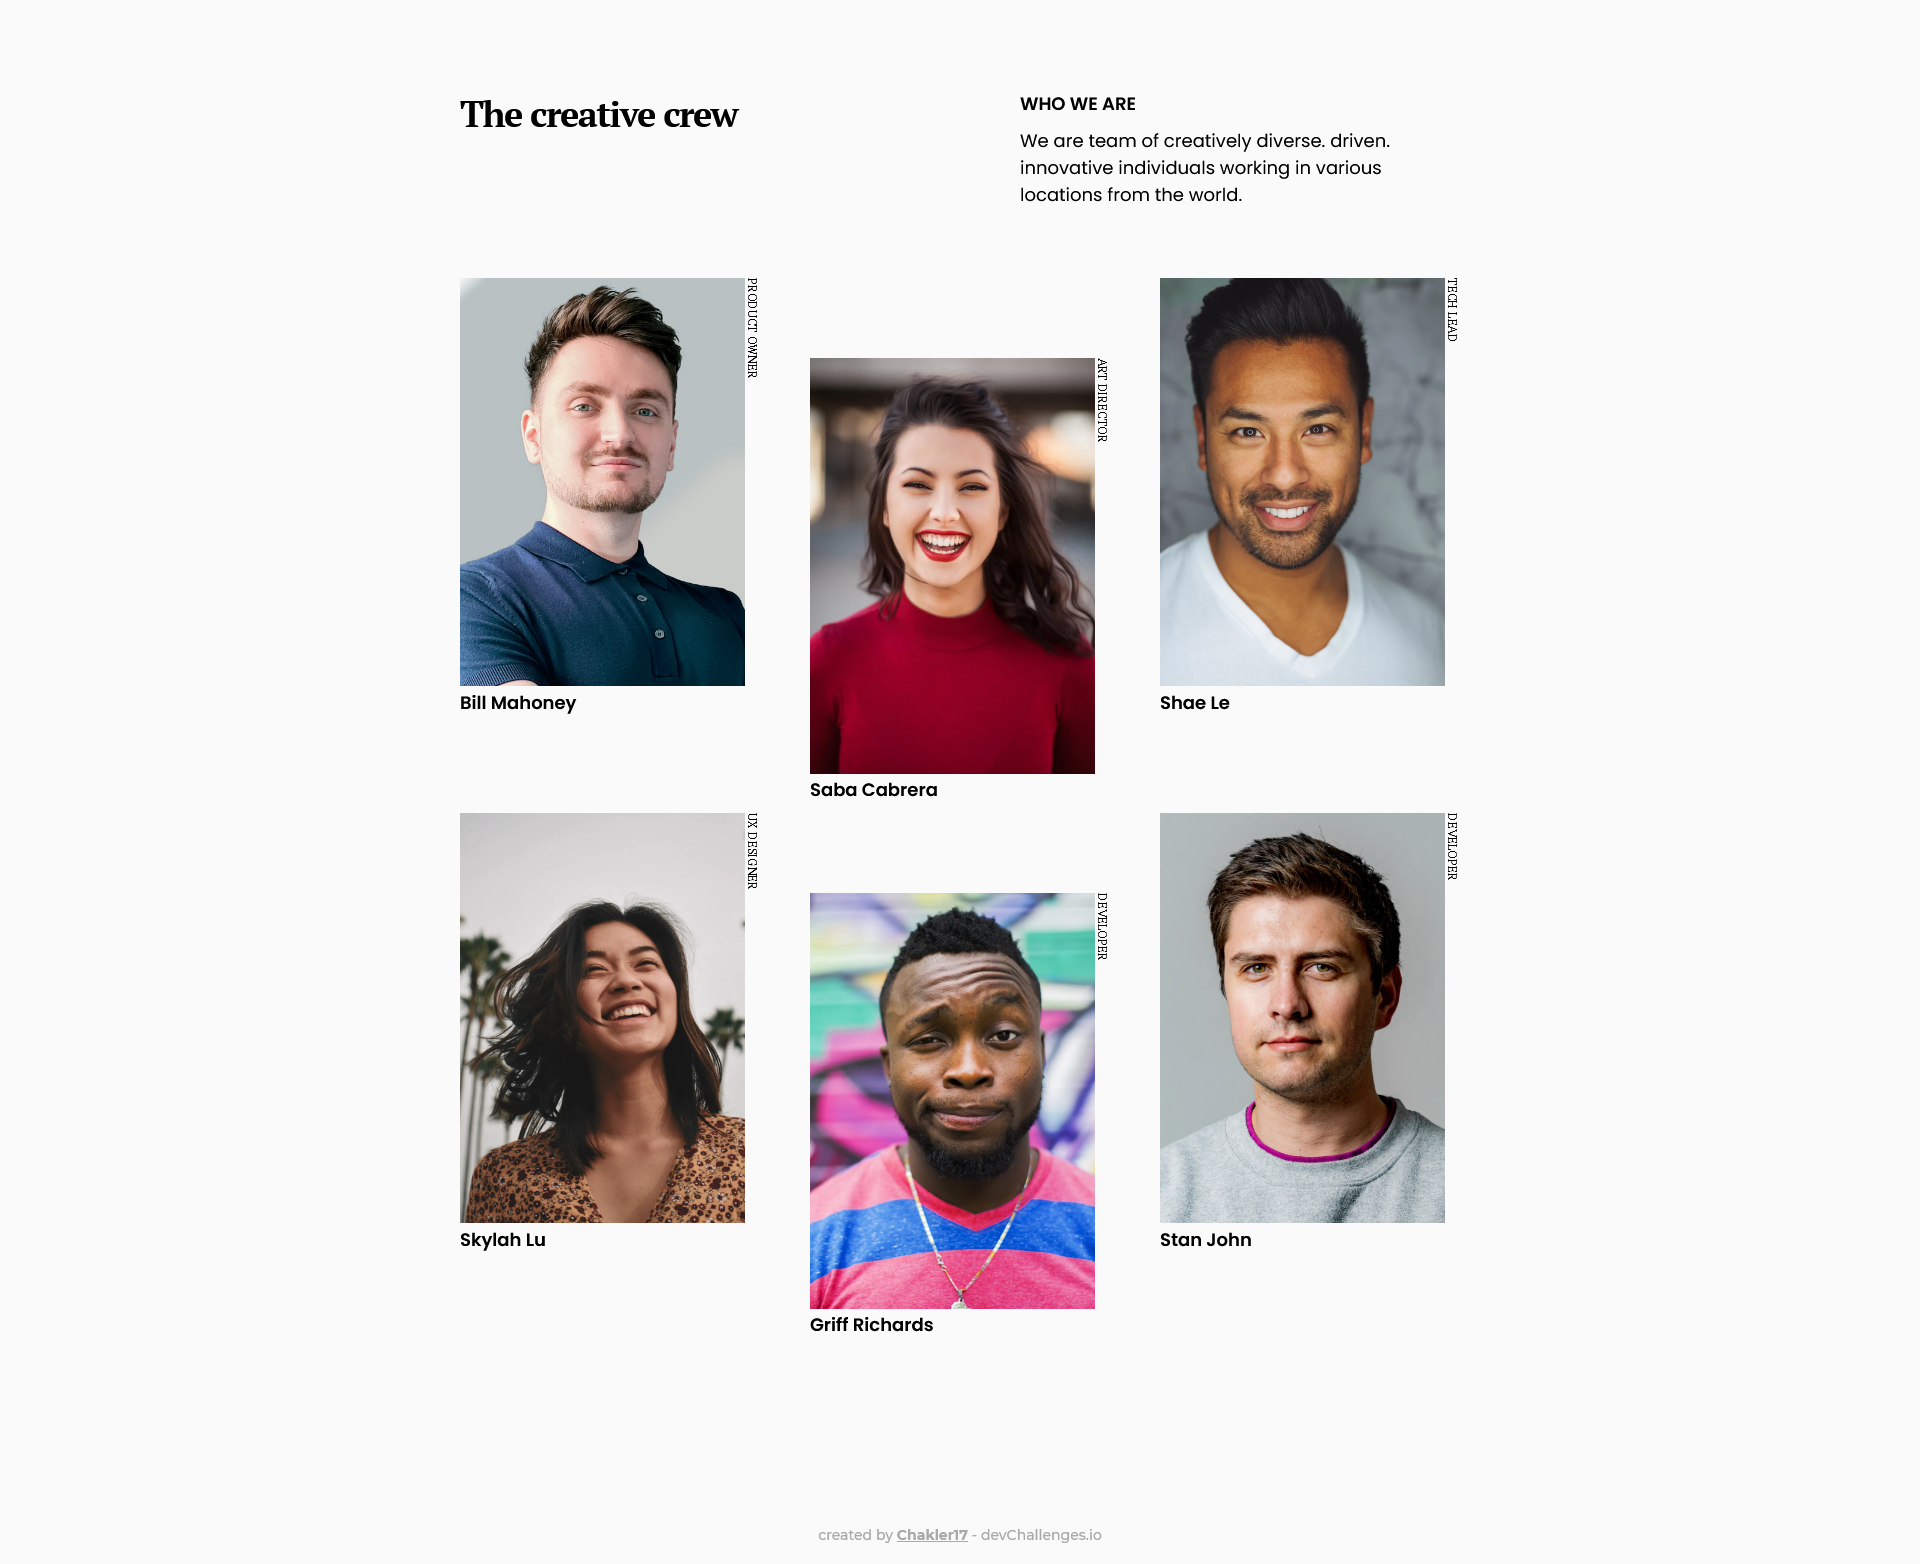 The creative crew
WHO WE ARE
We are team of creatively diverse. driven.
innovative individuals working in various
locations from the world.
PRODUCT OWNER
Bill Mahoney
ART DIRECTOR
Saba Cabrera
TECH LEAD
Shae Le
UX DESIGNER
Skylah Lu
DEVELOPER
Griff Richards
DEVELOPER
Stan John
created by Chakler17 - devChallenges.io